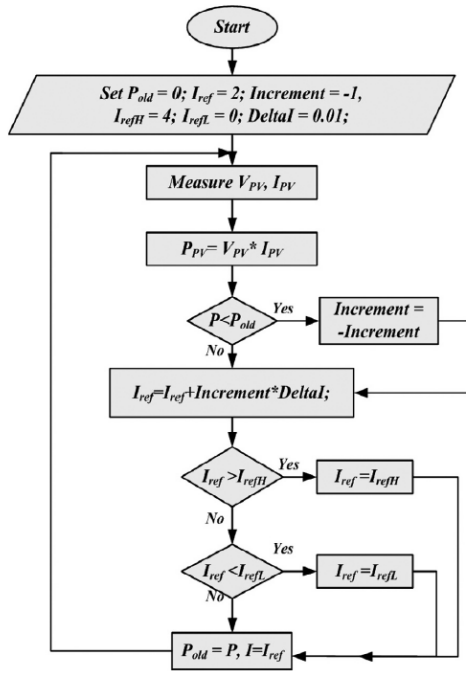 Start
Set P_old = 0; I_ref = 2; Increment = -1,
I_refH = 4; I_refL = 0; DeltaI = 0.01;
Measure V_PV, I_PV
P_PV= V_PV* I_PV
P<P_old
Yes
Increment =
-Increment
No
I_ref=I_ref+Increment*DeltaI;
I_ref >I_refH
Yes
I_ref =I_refH
No
I_ref <I_refL
Yes
I_ref =I_refL
No
P_old = P, I=I_ref